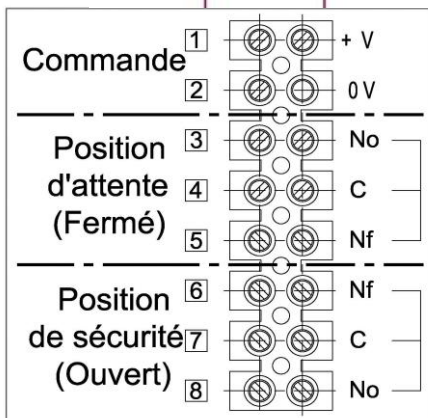 Commande
1 + V
2 0 V
Position
d'attente
(Fermé)
3 No
4 C
5 Nf
Position
de sécurité
(Ouvert)
6 Nf
7 C
8 No